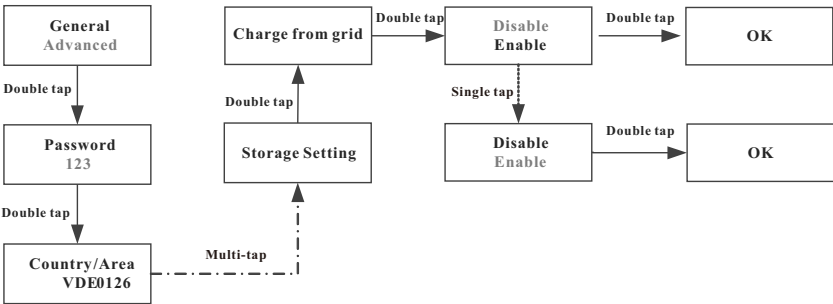 General
Advanced
Double tap
Password
123
Double tap
Country/Area
VDE0126
Multi-tap
Storage Setting
Double tap
Charge from grid
Double tap
Disable
Enable
Double tap
OK
Single tap
Disable
Enable
Double tap
OK